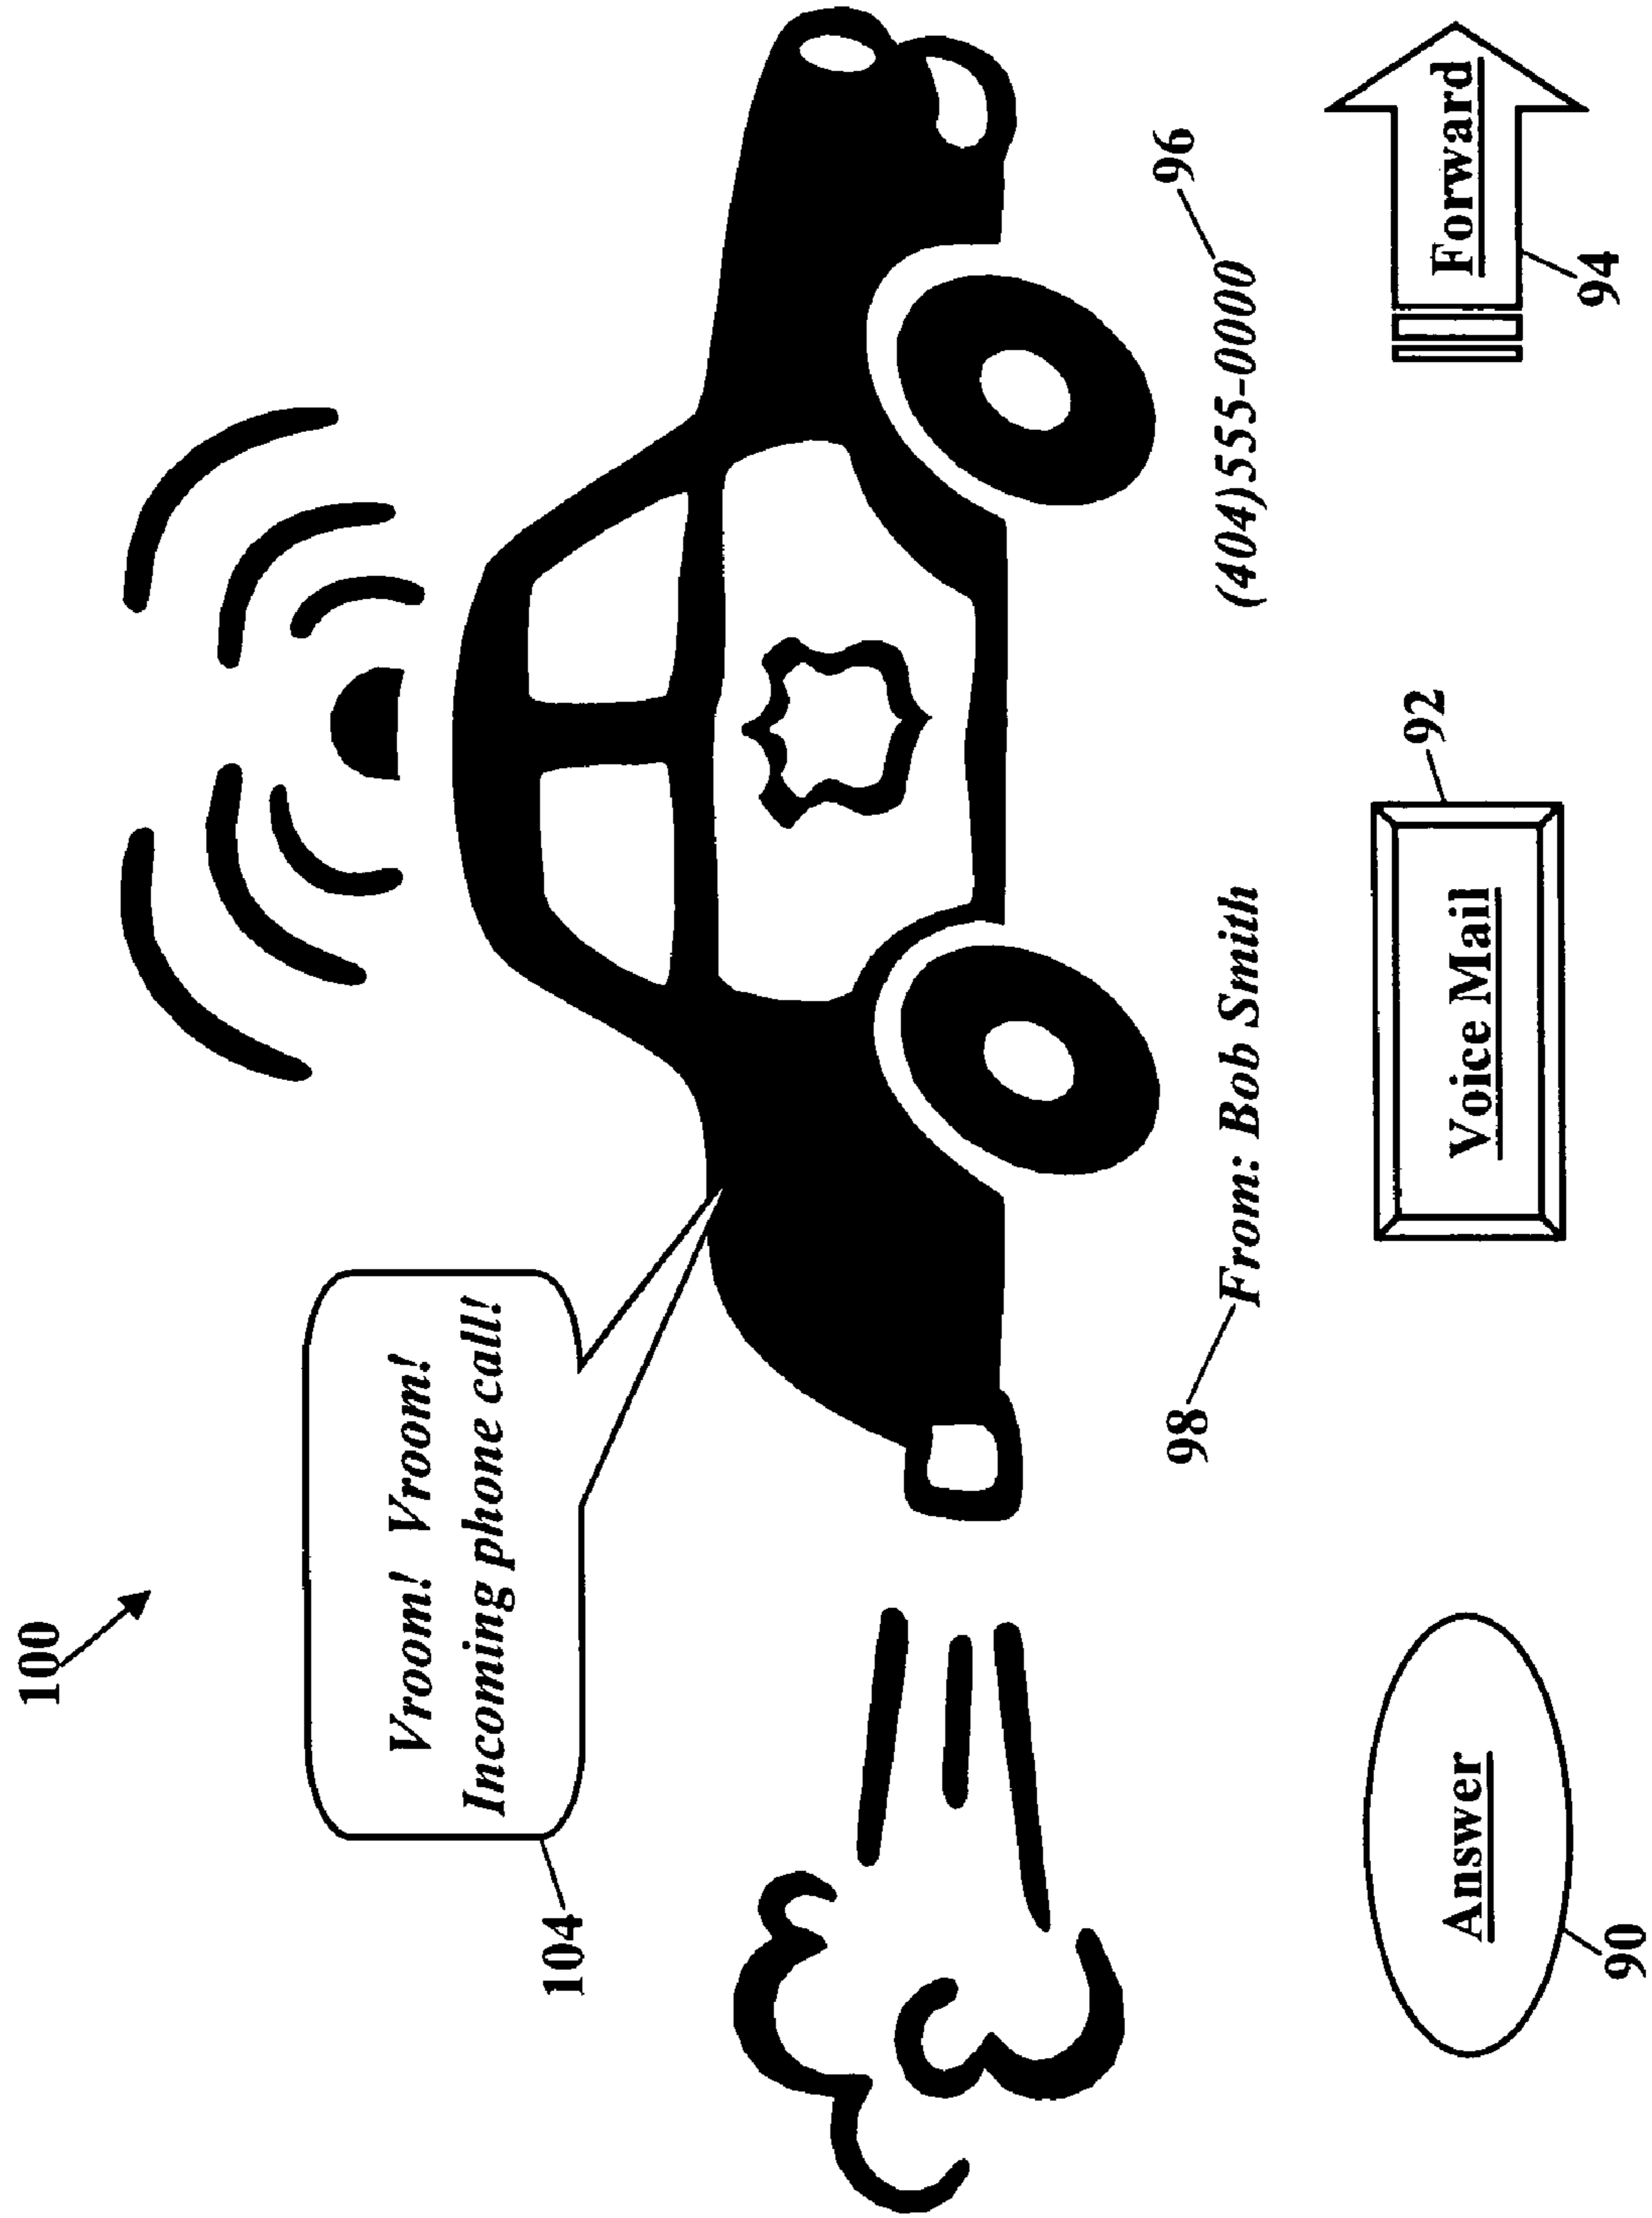 100
Vroom! Vroom!
Incoming phone call!
104
98
From: Bob Smith
(404)555-0000
96
Answer
90
Voice Mail
92
Forward
94